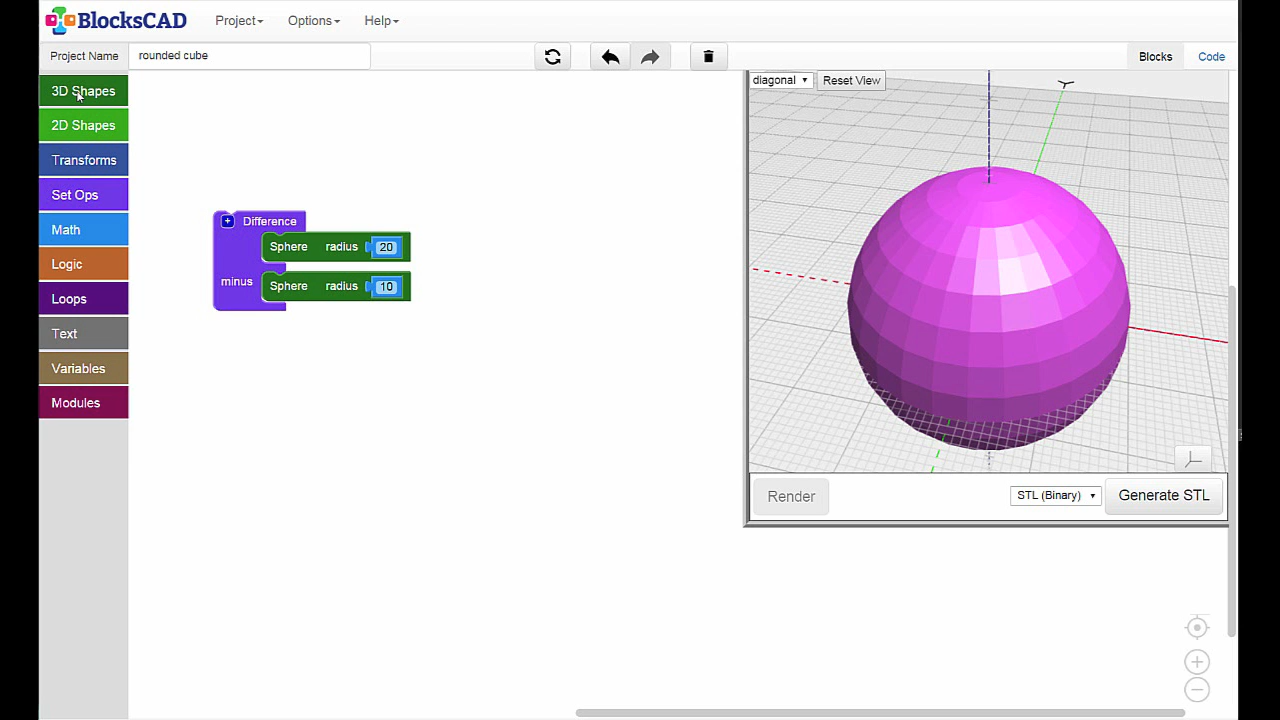 BlocksCAD
Project
Options
Help
Project Name
rounded cube
Blocks
Code
3D Shapes
2D Shapes
Transforms
Set Ops
Math
Logic
Loops
Text
Variables
Modules
+ Difference
Sphere radius 20
minus
Sphere radius 10
diagonal
Reset View
Render
STL (Binary)
Generate STL